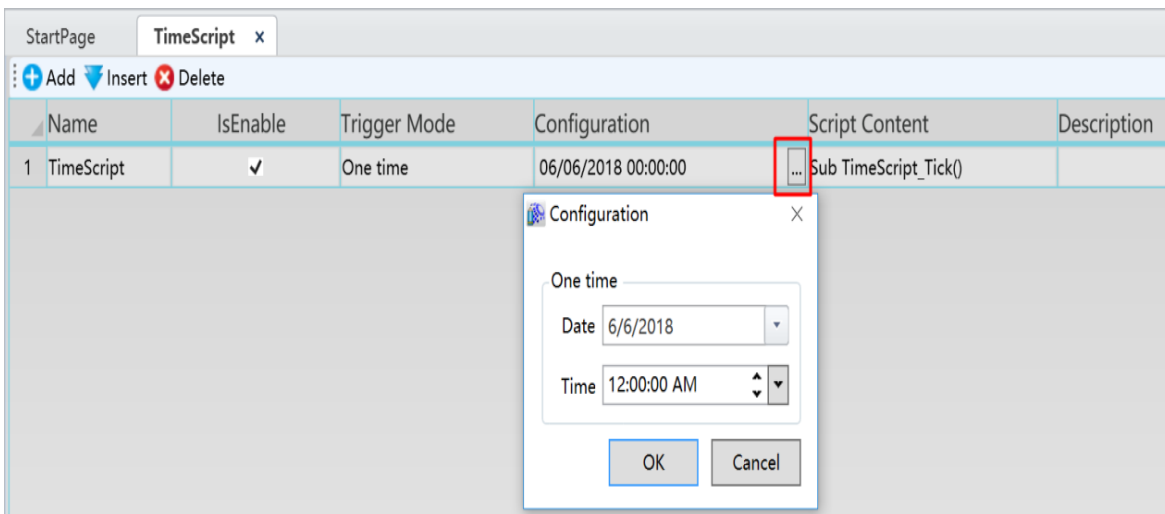 StartPage TimeScript x
Add Insert Delete
Name IsEnable Trigger Mode Configuration Script Content Description
1 TimeScript One time 06/06/2018 00:00:00 ... Sub TimeScript_Tick()
Configuration
One time
Date 6/6/2018
Time 12:00:00 AM
OK Cancel